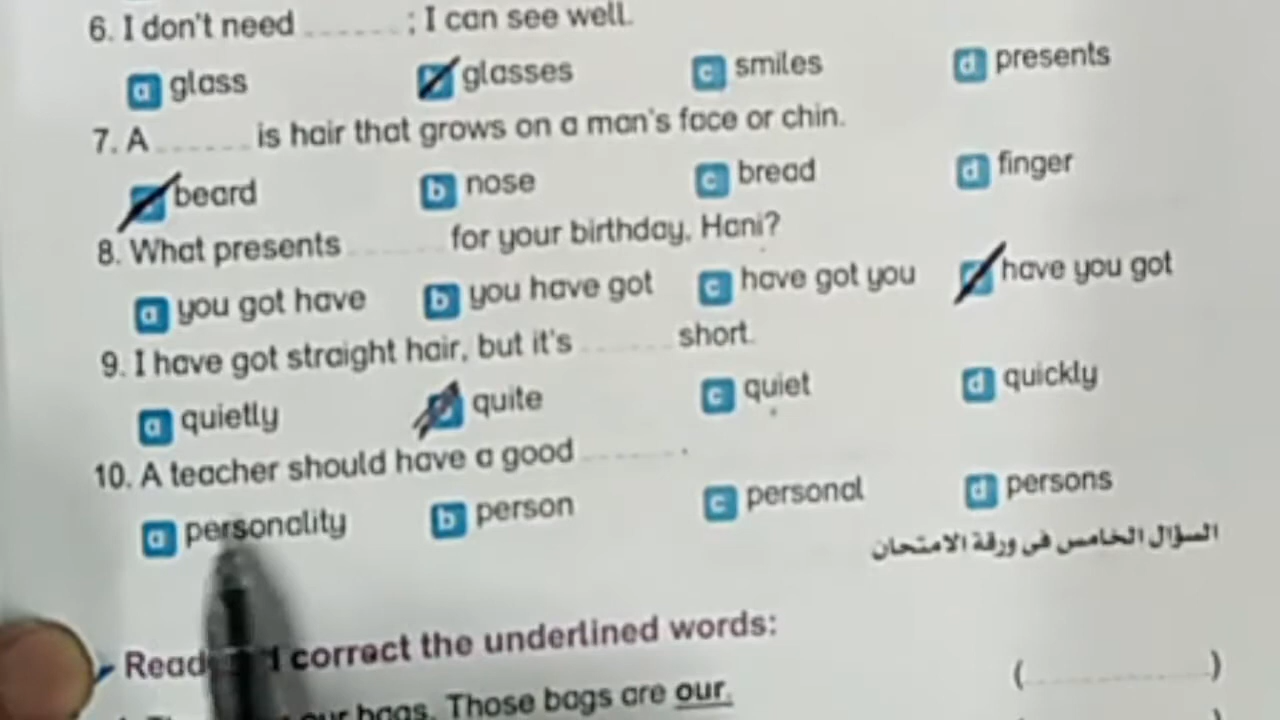 6. I don't need ....... ; I can see well.
a glass b glasses c smiles d presents
7. A ....... is hair that grows on a man's face or chin.
a beard b nose c bread d finger
8. What presents ....... for your birthday, Hani?
a you got have b you have got c have got you d have you got
9. I have got straight hair, but it's ....... short.
a quietly b quite c quiet d quickly
10. A teacher should have a good ....... .
a personality b person c personal d persons
السؤال الخامس فى ورقة الامتحان
Read correct the underlined words:
our bags. Those bags are our. (.......)